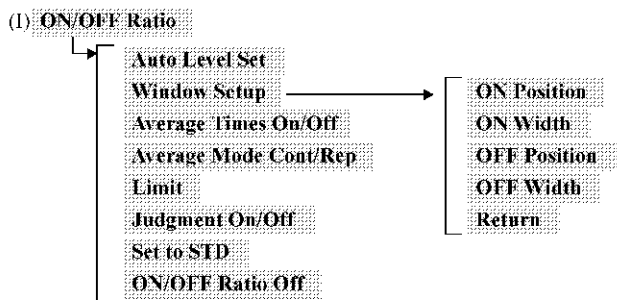 (I) ON/OFF Ratio
Auto Level Set
Window Setup
Average Times On/Off
Average Mode Cont/Rep
Limit
Judgment On/Off
Set to STD
ON/OFF Ratio Off
ON Position
ON Width
OFF Position
OFF Width
Return